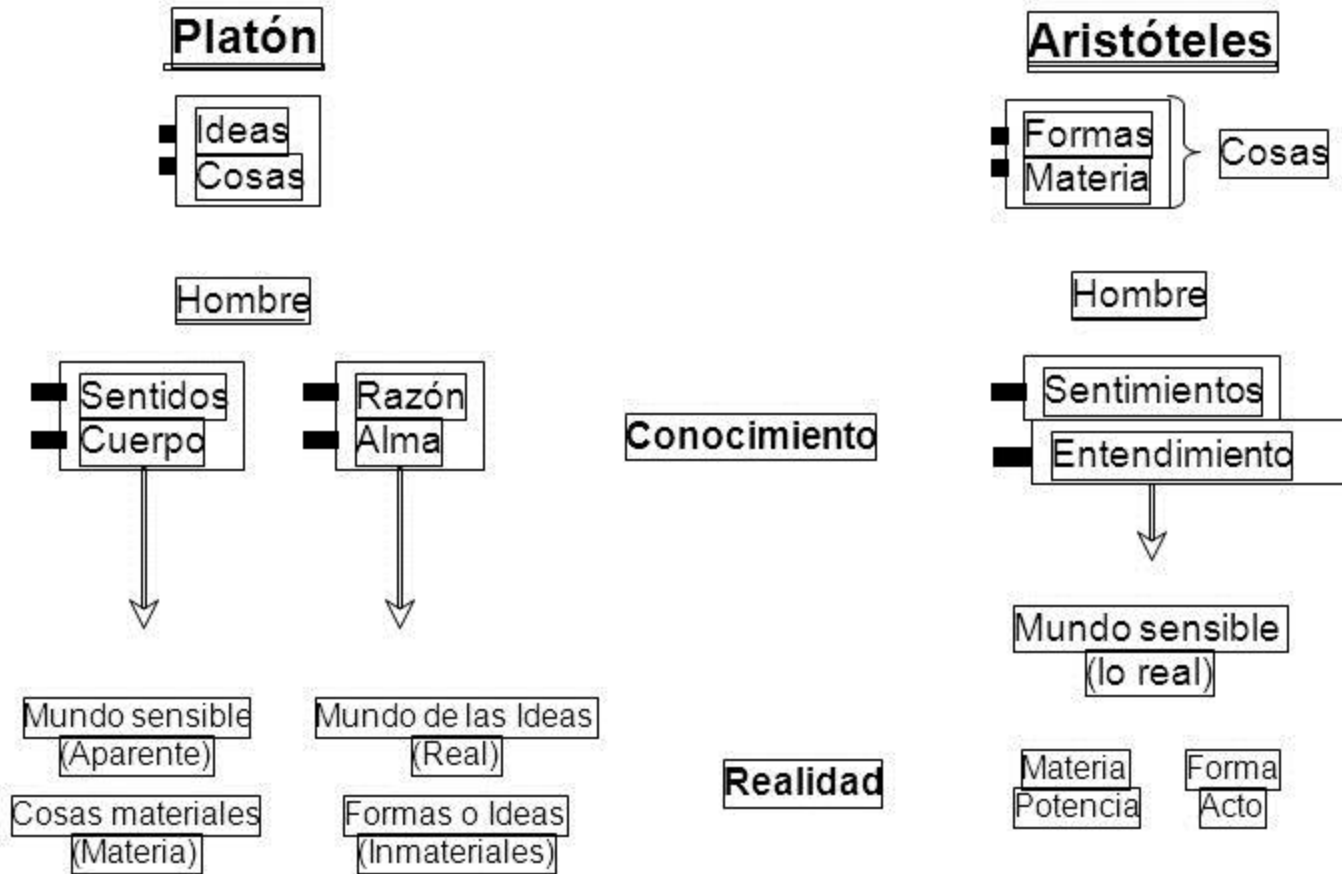 Platón
Aristóteles
Ideas
Cosas
Formas
Materia
Cosas
Hombre
Hombre
Sentidos
Cuerpo
Razón
Alma
Conocimiento
Sentimientos
Entendimiento
Mundo sensible
(lo real)
Mundo sensible
(Aparente)
Mundo de las Ideas
(Real)
Cosas materiales
(Materia)
Formas o Ideas
(Inmateriales)
Realidad
Materia
Potencia
Forma
Acto